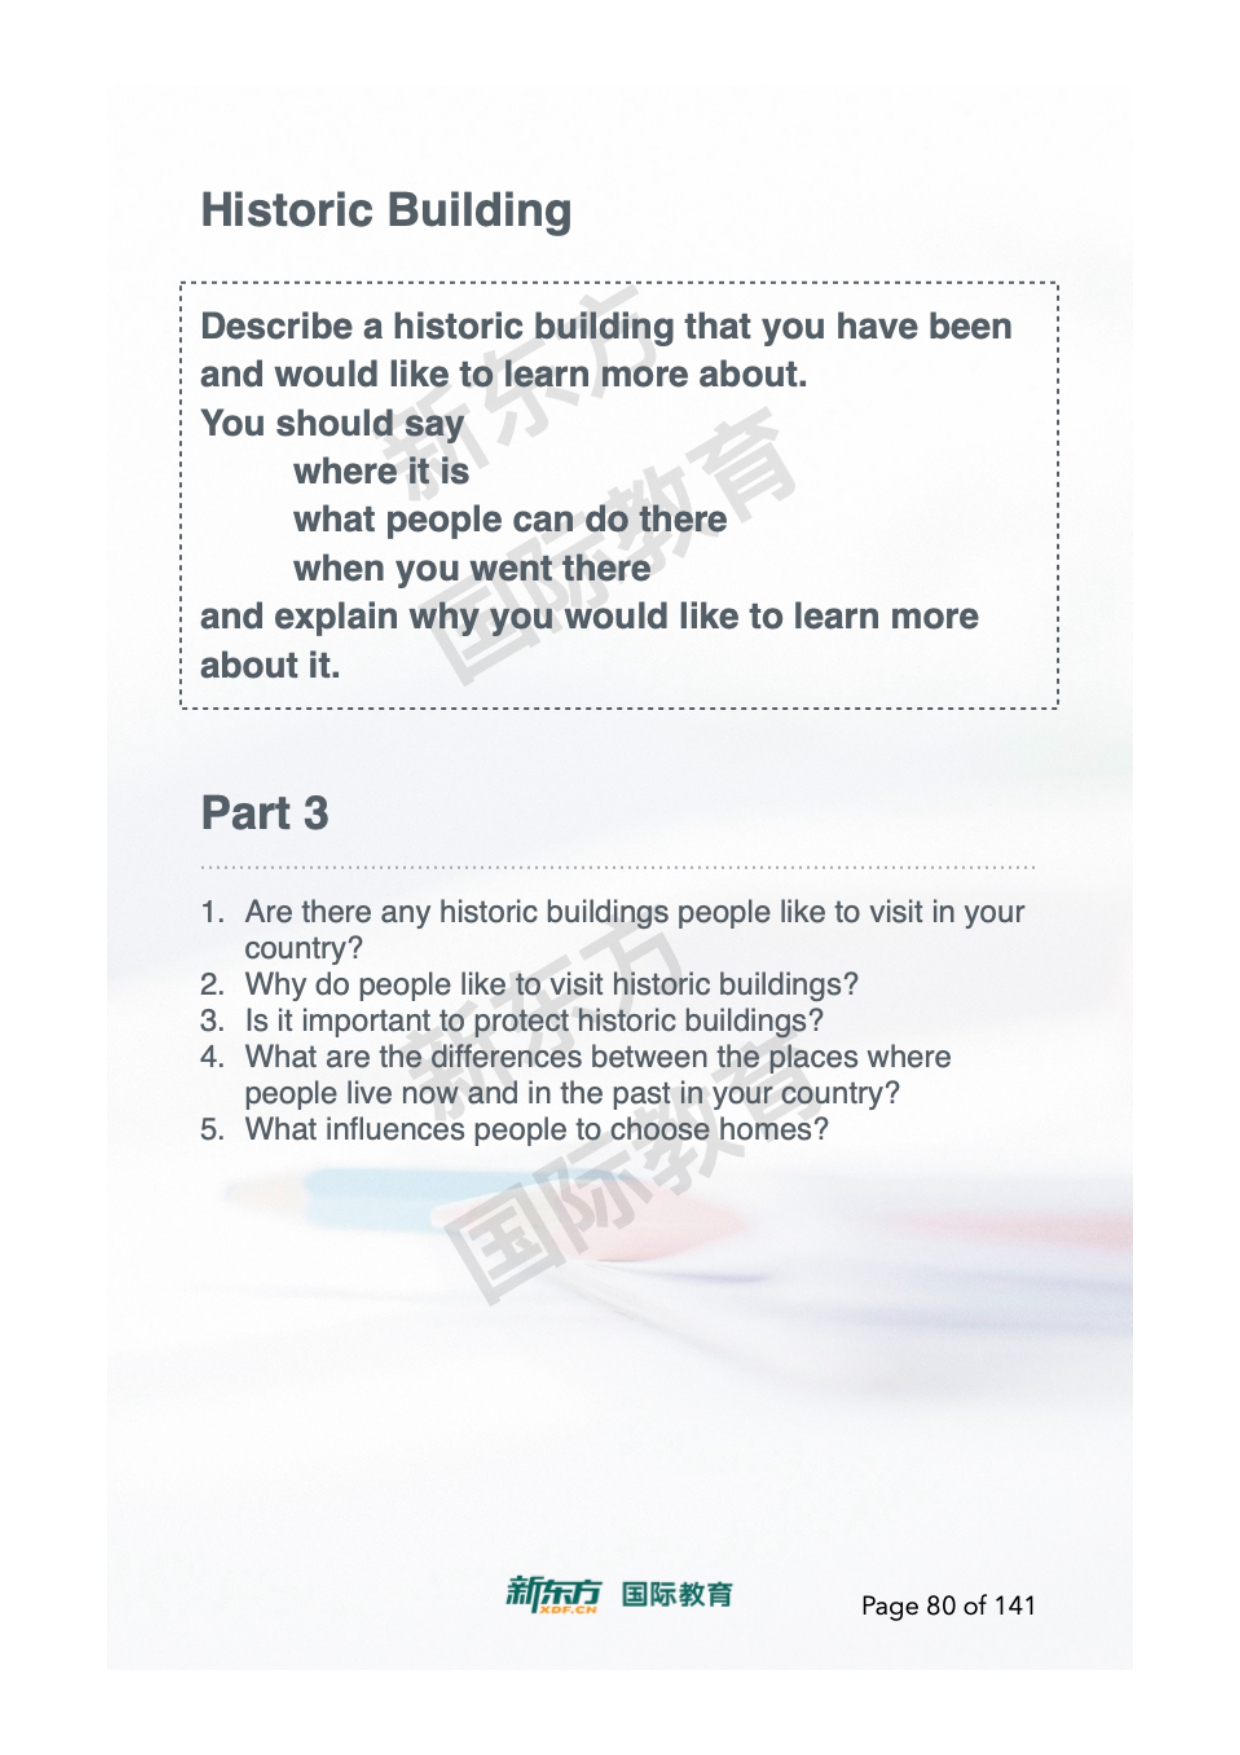 Historic Building
Describe a historic building that you have been
and would like to learn more about.
You should say
where it is
what people can do there
when you went there
and explain why you would like to learn more
about it.
新东方
国际教育
Part 3
1. Are there any historic buildings people like to visit in your
country?
2. Why do people like to visit historic buildings?
3. Is it important to protect historic buildings?
4. What are the differences between the places where
people live now and in the past in your country?
5. What influences people to choose homes?
新东方
国际教育
新东方 国际教育
XDF.CN
Page 80 of 141